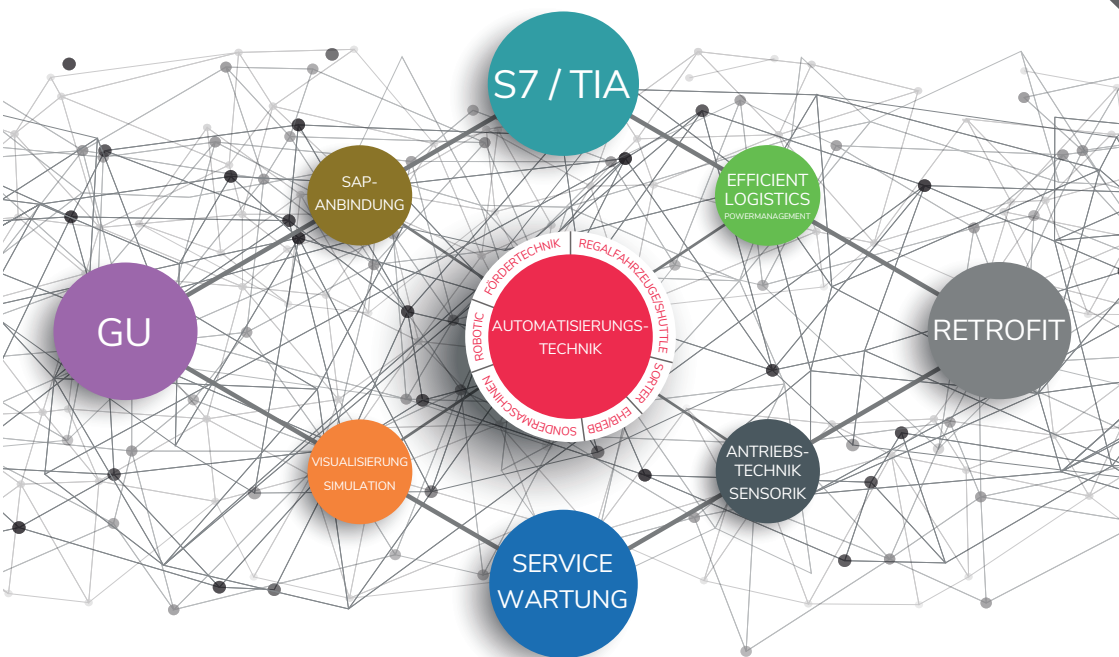 S7 / TIA
SAP-
ANBINDUNG
EFFICIENT
LOGISTICS
POWERMANAGEMENT
GU
FÖRDERTECHNIK
REGALFAHRZEUGE/SHUTTLE
SORTER
EHB/EBB
SONDERMASCHINEN
ROBOTIC
AUTOMATISIERUNGS-
TECHNIK
RETROFIT
VISUALISIERUNG
SIMULATION
ANTRIEBS-
TECHNIK
SENSORIK
SERVICE
WARTUNG